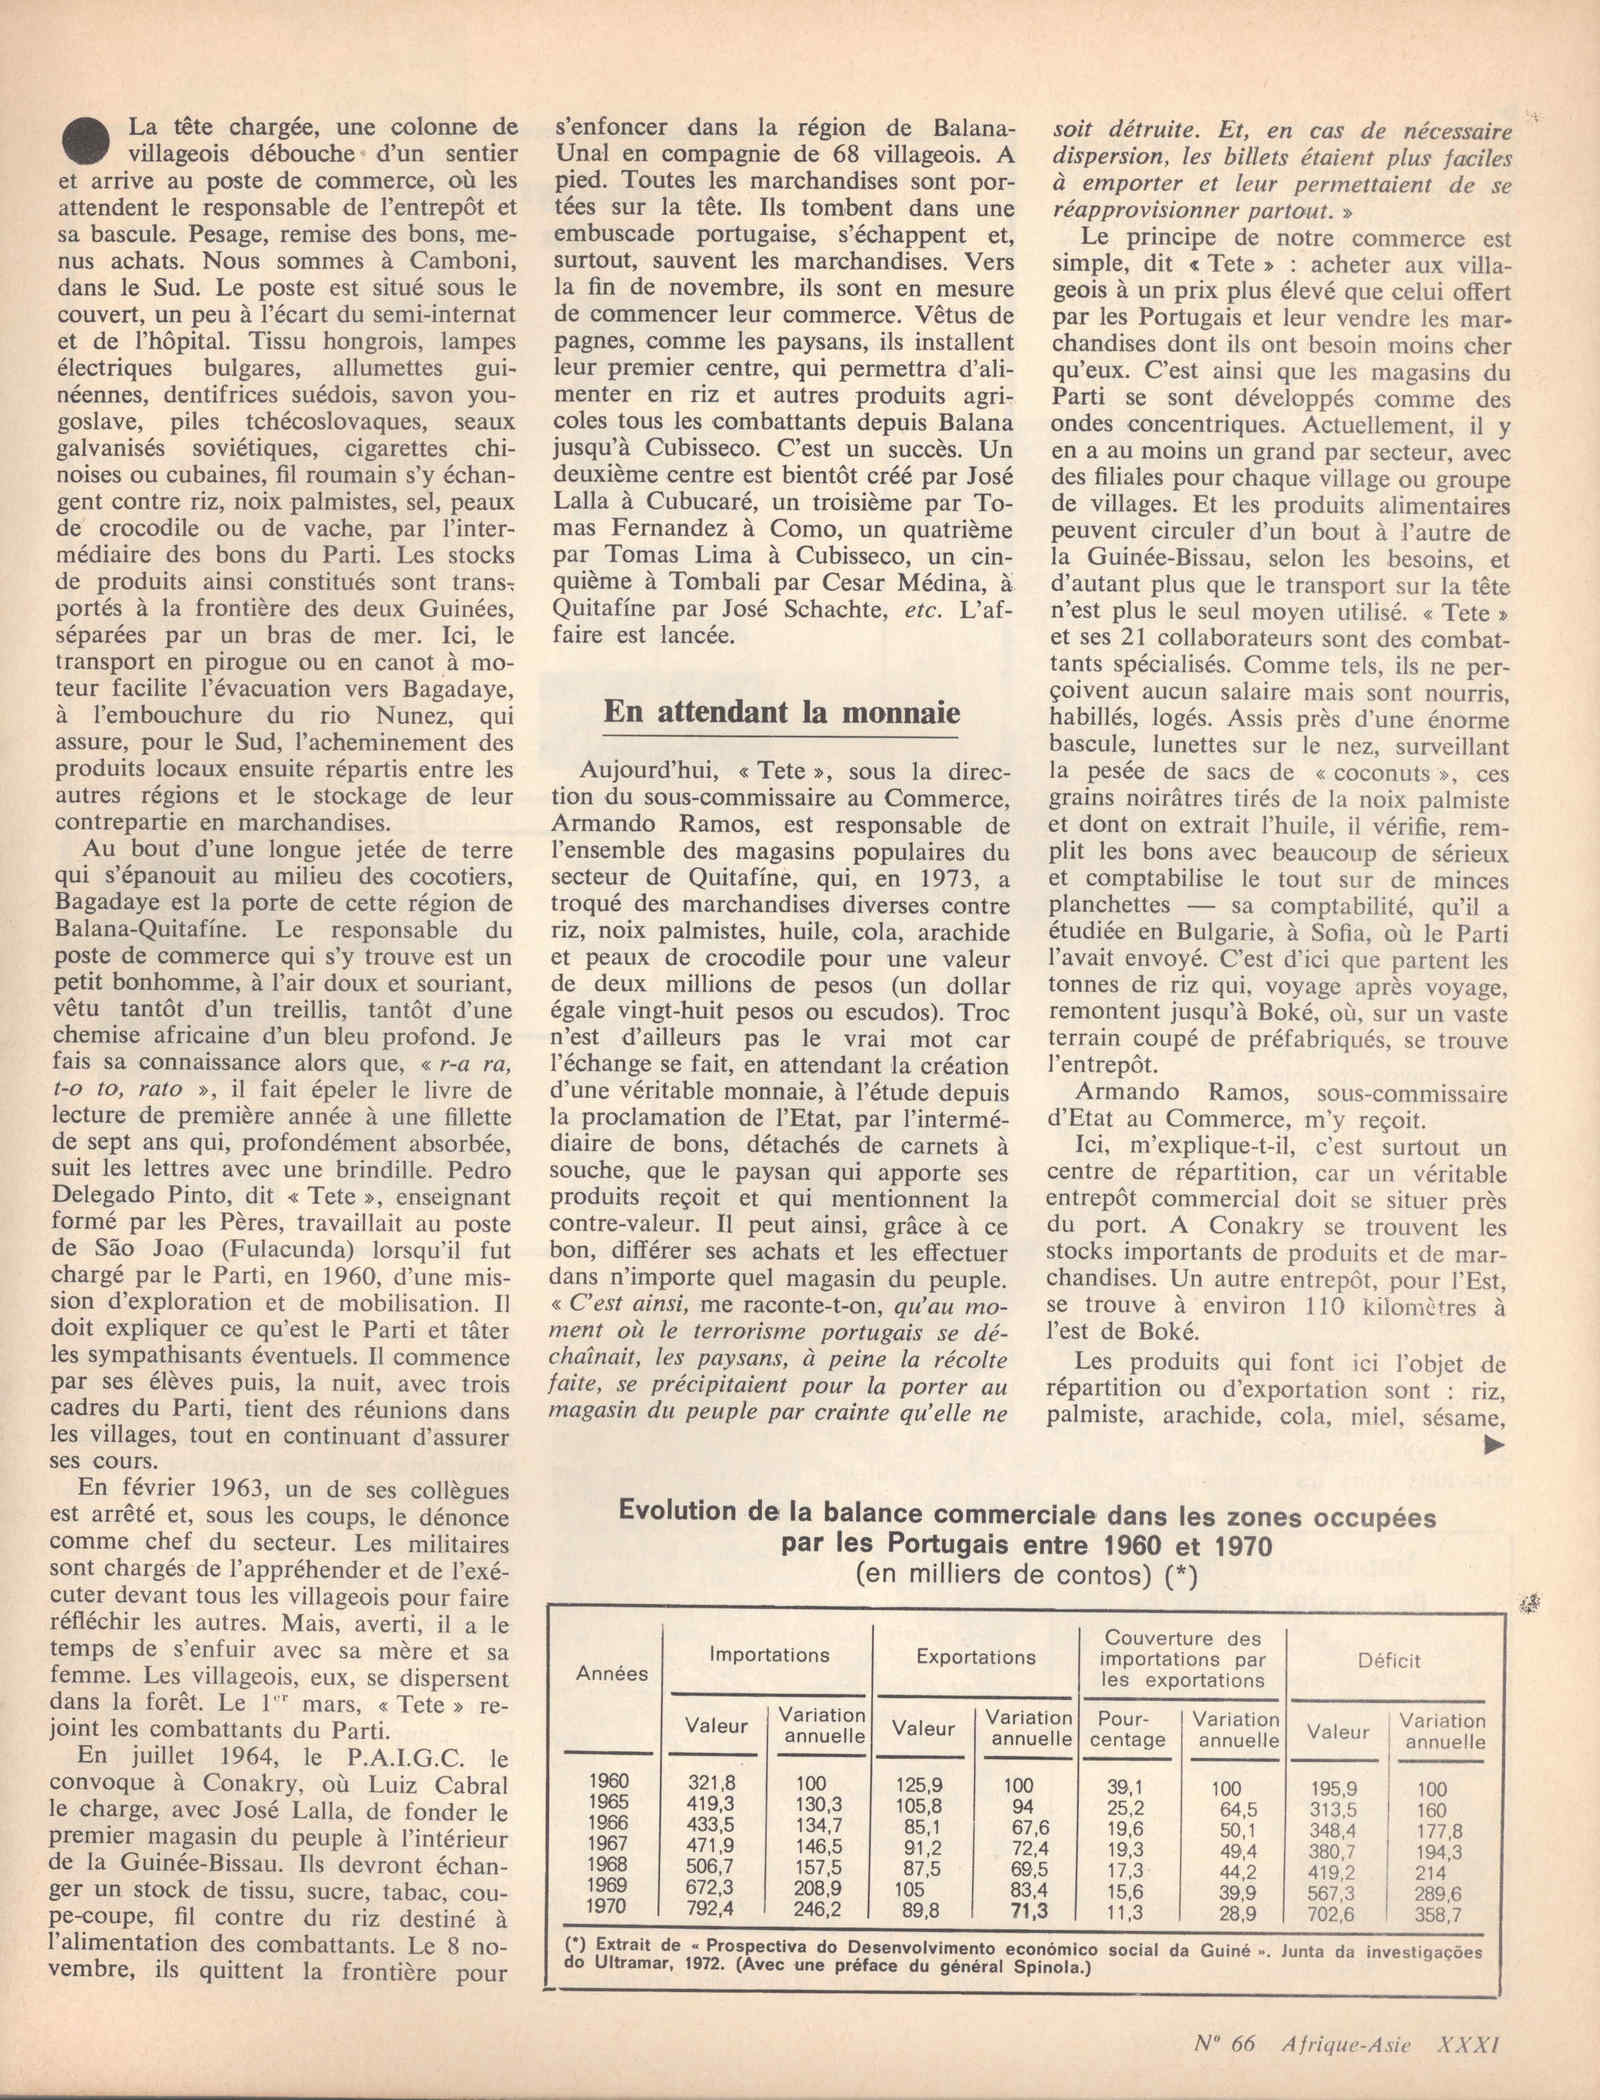 La tête chargée, une colonne de
villageois débouche d'un sentier
et arrive au poste de commerce, où les
attendent le responsable de l'entrepôt et
sa bascule. Pesage, remise des bons, me-
nus achats. Nous sommes à Camboni,
dans le Sud. Le poste est situé sous le
couvert, un peu à l'écart du semi-internat
et de l'hôpital. Tissu hongrois, lampes
électriques bulgares, allumettes gui-
néennes, dentifrices suédois, savon you-
goslave, piles tchécoslovaques, seaux
galvanisés soviétiques, cigarettes chi-
noises ou cubaines, fil roumain s'y échan-
gent contre riz, noix palmistes, sel, peaux
de crocodile ou de vache, par l'inter-
médiaire des bons du Parti. Les stocks
de produits ainsi constitués sont trans-
portés à la frontière des deux Guinées,
séparées par un bras de mer. Ici, le
transport en pirogue ou en canot à mo-
teur facilite l'évacuation vers Bagadaye,
à l'embouchure du rio Nunez, qui
assure, pour le Sud, l'acheminement des
produits locaux ensuite répartis entre les
autres régions et le stockage de leur
contrepartie en marchandises.
Au bout d'une longue jetée de terre
qui s'épanouit au milieu des cocotiers,
Bagadaye est la porte de cette région de
Balana-Quitafíne. Le responsable du
poste de commerce qui s'y trouve est un
petit bonhomme, à l'air doux et souriant,
vêtu tantôt d'un treillis, tantôt d'une
chemise africaine d'un bleu profond. Je
fais sa connaissance alors que, « r-a ra,
t-o to, rato », il fait épeler le livre de
lecture de première année à une fillette
de sept ans qui, profondément absorbée,
suit les lettres avec une brindille. Pedro
Delegado Pinto, dit « Tete », enseignant
formé par les Pères, travaillait au poste
de São Joao (Fulacunda) lorsqu'il fut
chargé par le Parti, en 1960, d'une mis-
sion d'exploration et de mobilisation. Il
doit expliquer ce qu'est le Parti et tâter
les sympathisants éventuels. Il commence
par ses élèves puis, la nuit, avec trois
cadres du Parti, tient des réunions dans
les villages, tout en continuant d'assurer
ses cours.
En février 1963, un de ses collègues
est arrêté et, sous les coups, le dénonce
comme chef du secteur. Les militaires
sont chargés de l'appréhender et de l'exé-
cuter devant tous les villageois pour faire
réfléchir les autres. Mais, averti, il a le
temps de s'enfuir avec sa mère et sa
femme. Les villageois, eux, se dispersent
dans la forêt. Le 1er mars, « Tete » re-
joint les combattants du Parti.
En juillet 1964, le P.A.I.G.C. le
convoque à Conakry, où Luiz Cabral
le charge, avec José Lalla, de fonder le
premier magasin du peuple à l'intérieur
de la Guinée-Bissau. Ils devront échan-
ger un stock de tissu, sucre, tabac, cou-
pe-coupe, fil contre du riz destiné à
l'alimentation des combattants. Le 8 no-
vembre, ils quittent la frontière pour
s'enfoncer dans la région de Balana-
Unal en compagnie de 68 villageois. A
pied. Toutes les marchandises sont por-
tées sur la tête. Ils tombent dans une
embuscade portugaise, s'échappent et,
surtout, sauvent les marchandises. Vers
la fin de novembre, ils sont en mesure
de commencer leur commerce. Vêtus de
pagnes, comme les paysans, ils installent
leur premier centre, qui permettra d'ali-
menter en riz et autres produits agri-
coles tous les combattants depuis Balana
jusqu'à Cubisseco. C'est un succès. Un
deuxième centre est bientôt créé par José
Lalla à Cubucaré, un troisième par To-
mas Fernandez à Como, un quatrième
par Tomas Lima à Cubisseco, un cin-
quième à Tombali par Cesar Médina, à
Quitafíne par José Schachte, etc. L'af-
faire est lancée.
En attendant la monnaie
Aujourd'hui, « Tete », sous la direc-
tion du sous-commissaire au Commerce,
Armando Ramos, est responsable de
l'ensemble des magasins populaires du
secteur de Quitafíne, qui, en 1973, a
troqué des marchandises diverses contre
riz, noix palmistes, huile, cola, arachide
et peaux de crocodile pour une valeur
de deux millions de pesos (un dollar
égale vingt-huit pesos ou escudos). Troc
n'est d'ailleurs pas le vrai mot car
l'échange se fait, en attendant la création
d'une véritable monnaie, à l'étude depuis
la proclamation de l'Etat, par l'intermé-
diaire de bons, détachés de carnets à
souche, que le paysan qui apporte ses
produits reçoit et qui mentionnent la
contre-valeur. Il peut ainsi, grâce à ce
bon, différer ses achats et les effectuer
dans n'importe quel magasin du peuple.
« C'est ainsi, me raconte-t-on, qu'au mo-
ment où le terrorisme portugais se dé-
chaînait, les paysans, à peine la récolte
faite, se précipitaient pour la porter au
magasin du peuple par crainte qu'elle ne
soit détruite. Et, en cas de nécessaire
dispersion, les billets étaient plus faciles
à emporter et leur permettaient de se
réapprovisionner partout. »
Le principe de notre commerce est
simple, dit « Tete » : acheter aux villa-
geois à un prix plus élevé que celui offert
par les Portugais et leur vendre les mar-
chandises dont ils ont besoin moins cher
qu'eux. C'est ainsi que les magasins du
Parti se sont développés comme des
ondes concentriques. Actuellement, il y
en a au moins un grand par secteur, avec
des filiales pour chaque village ou groupe
de villages. Et les produits alimentaires
peuvent circuler d'un bout à l'autre de
la Guinée-Bissau, selon les besoins, et
d'autant plus que le transport sur la tête
n'est plus le seul moyen utilisé. « Tete »
et ses 21 collaborateurs sont des combat-
tants spécialisés. Comme tels, ils ne per-
çoivent aucun salaire mais sont nourris,
habillés, logés. Assis près d'une énorme
bascule, lunettes sur le nez, surveillant
la pesée de sacs de « coconuts », ces
grains noirâtres tirés de la noix palmiste
et dont on extrait l'huile, il vérifie, rem-
plit les bons avec beaucoup de sérieux
et comptabilise le tout sur de minces
planchettes — sa comptabilité, qu'il a
étudiée en Bulgarie, à Sofia, où le Parti
l'avait envoyé. C'est d'ici que partent les
tonnes de riz qui, voyage après voyage,
remontent jusqu'à Boké, où, sur un vaste
terrain coupé de préfabriqués, se trouve
l'entrepôt.
Armando Ramos, sous-commissaire
d'Etat au Commerce, m'y reçoit.
Ici, m'explique-t-il, c'est surtout un
centre de répartition, car un véritable
entrepôt commercial doit se situer près
du port. A Conakry se trouvent les
stocks importants de produits et de mar-
chandises. Un autre entrepôt, pour l'Est,
se trouve à environ 110 kilomètres à
l'est de Boké.
Les produits qui font ici l'objet de
répartition ou d'exportation sont : riz,
palmiste, arachide, cola, miel, sésame,
Evolution de la balance commerciale dans les zones occupées
par les Portugais entre 1960 et 1970
(en milliers de contos) (*)
Années Importations Exportations Couverture des importations par les exportations Déficit
Valeur Variation annuelle Valeur Variation annuelle Pour-centage Variation annuelle Valeur Variation annuelle
1960 321,8 100 125,9 100 39,1 100 195,9 100
1965 419,3 130,3 105,8 94 25,2 64,5 313,5 160
1966 433,5 134,7 85,1 67,6 19,6 50,1 348,4 177,8
1967 471,9 146,5 91,2 72,4 19,3 49,4 380,7 194,3
1968 506,7 157,5 87,5 69,5 17,3 44,2 419,2 214
1969 672,3 208,9 105 83,4 15,6 39,9 567,3 289,6
1970 792,4 246,2 89,8 71,3 11,3 28,9 702,6 358,7
(*) Extrait de « Prospectiva do Desenvolvimento económico social da Guiné ». Junta da investigações
do Ultramar, 1972. (Avec une préface du général Spinola.)
N° 66 Afrique-Asie XXXI